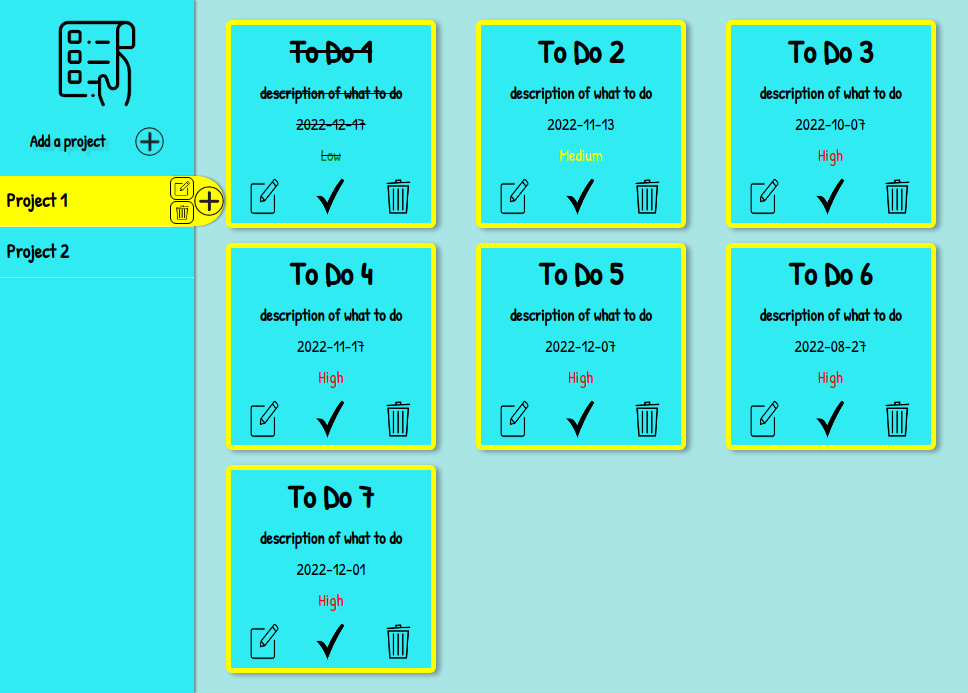 Add a project
Project 1
Project 2
To Do 1
description of what to do
2022-12-17
Low
To Do 2
description of what to do
2022-11-13
Medium
To Do 3
description of what to do
2022-10-07
High
To Do 4
description of what to do
2022-11-17
High
To Do 5
description of what to do
2022-12-07
High
To Do 6
description of what to do
2022-08-27
High
To Do 7
description of what to do
2022-12-01
High